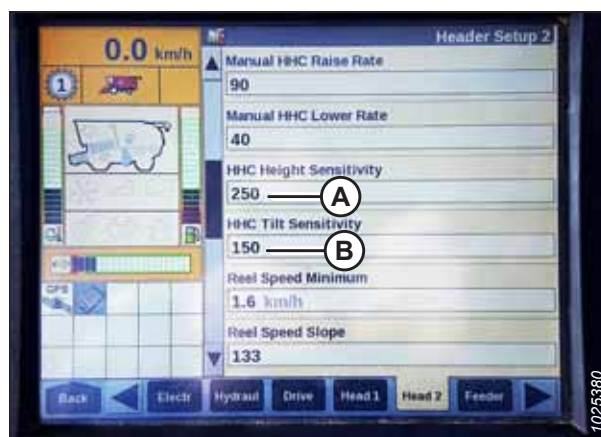 0.0 km/h
Header Setup 2
1
Manual HHC Raise Rate
90
Manual HHC Lower Rate
40
HHC Height Sensitivity
250
A
HHC Tilt Sensitivity
150
B
Reel Speed Minimum
1.6 km/h
Reel Speed Slope
133
GPS
Back
Electr
Hydraul
Drive
Head 1
Head 2
Feeder
1025380